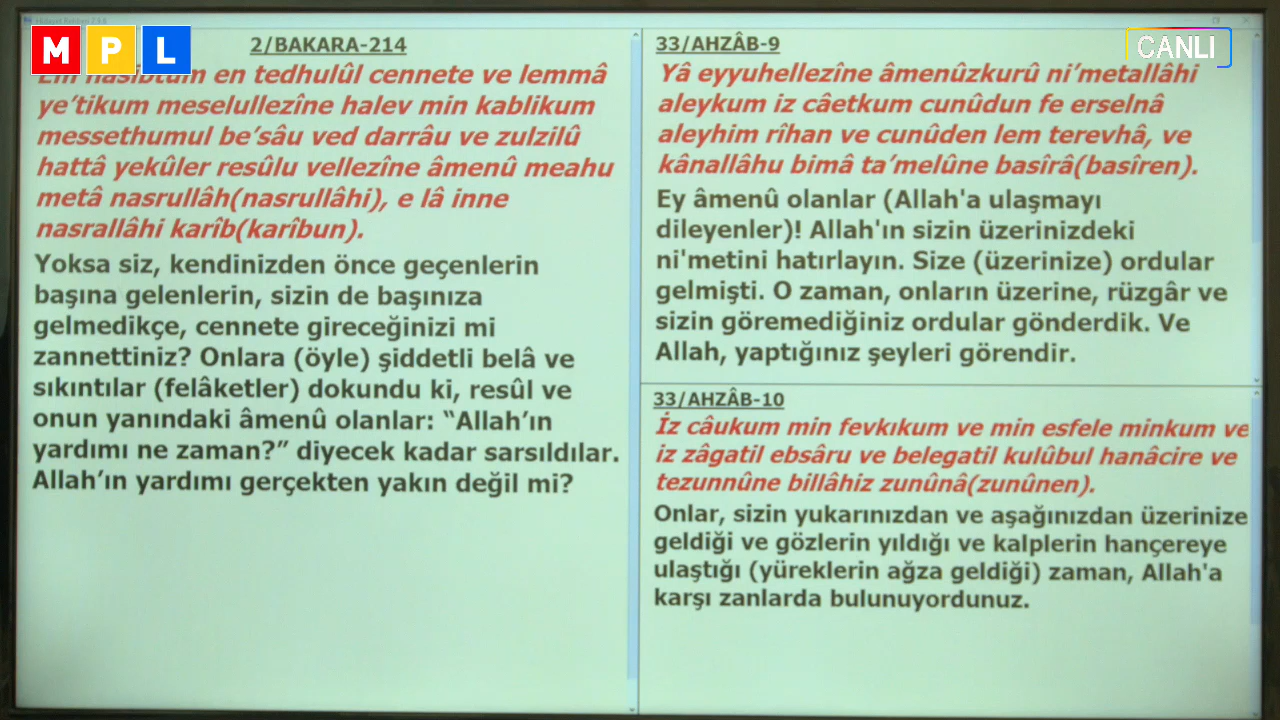 Hidayet Rehberi 2.9.8
M P L
CANLI
2/BAKARA-214
Em hasibtum en tedhulûl cennete ve lemmâ
ye’tikum meselullezîne halev min kablikum
messethumul be’sâu ved darrâu ve zulzilû
hattâ yekûler resûlu vellezîne âmenû meahu
metâ nasrullâh(nasrullâhi), e lâ inne
nasrallâhi karîb(karîbun).
Yoksa siz, kendinizden önce geçenlerin
başına gelenlerin, sizin de başınıza
gelmedikçe, cennete gireceğinizi mi
zannettiniz? Onlara (öyle) şiddetli belâ ve
sıkıntılar (felâketler) dokundu ki, resûl ve
onun yanındaki âmenû olanlar: “Allah’ın
yardımı ne zaman?” diyecek kadar sarsıldılar.
Allah’ın yardımı gerçekten yakın değil mi?
33/AHZÂB-9
Yâ eyyuhellezîne âmenûzkurû ni’metallâhi
aleykum iz câetkum cunûdun fe erselnâ
aleyhim rîhan ve cunûden lem terevhâ, ve
kânallâhu bimâ ta’melûne basîrâ(basîren).
Ey âmenû olanlar (Allah'a ulaşmayı
dileyenler)! Allah'ın sizin üzerinizdeki
ni'metini hatırlayın. Size (üzerinize) ordular
gelmişti. O zaman, onların üzerine, rüzgâr ve
sizin göremediğiniz ordular gönderdik. Ve
Allah, yaptığınız şeyleri görendir.
33/AHZÂB-10
İz câukum min fevkıkum ve min esfele minkum ve
iz zâgatil ebsâru ve belegatil kulûbul hanâcire ve
tezunnûne billâhiz zunûnâ(zunûnen).
Onlar, sizin yukarınızdan ve aşağınızdan üzerinize
geldiği ve gözlerin yıldığı ve kalplerin hançereye
ulaştığı (yüreklerin ağza geldiği) zaman, Allah'a
karşı zanlarda bulunuyordunuz.